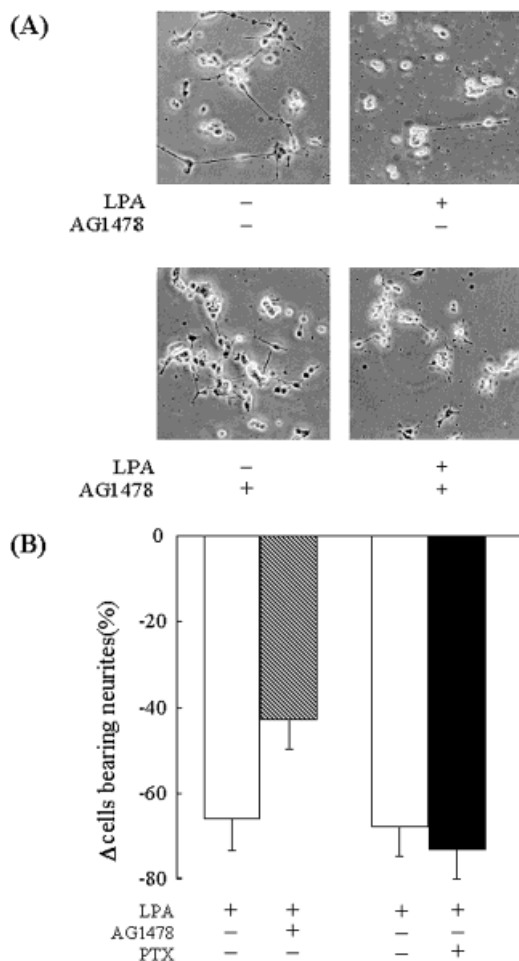 (A)
LPA − +
AG1478 − −
LPA − +
AG1478 + +
(B)
0
-20
-40
-60
-80
Δcells bearing neurites(%)
LPA + + + +
AG1478 − + − −
PTX − − − +